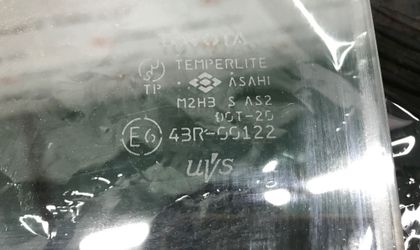 TOYOTA
TEMPERLITE
TP ASAHI
M2H3 S AS2
DOT-20
E6 43R-00122
UVS